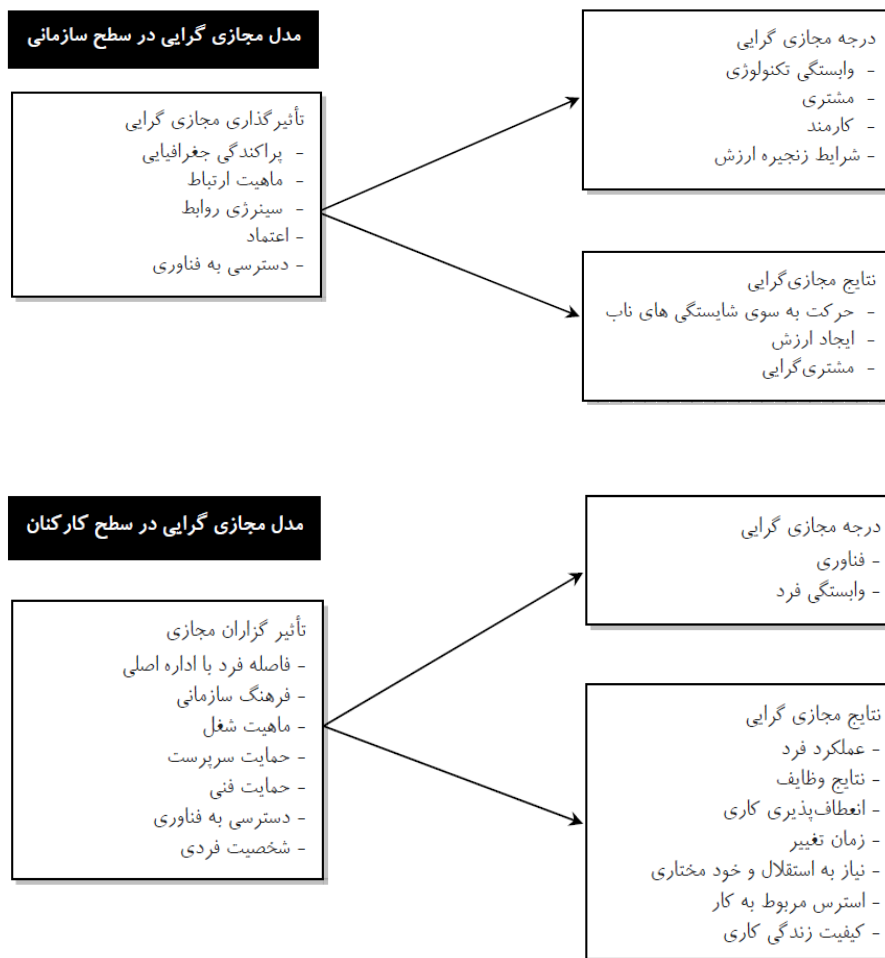 مدل مجازی گرایی در سطح سازمانی
تأثیرگذاری مجازی گرایی
- پراکندگی جغرافیایی
- ماهیت ارتباط
- سینرژی روابط
- اعتماد
- دسترسی به فناوری
درجه مجازی گرایی
- وابستگی تکنولوژی
- مشتری
- کارمند
- شرایط زنجیره ارزش
نتایج مجازی‌گرایی
- حرکت به سوی شایستگی های ناب
- ایجاد ارزش
- مشتری‌گرایی
مدل مجازی گرایی در سطح کارکنان
تأثیر گزاران مجازی
- فاصله فرد با اداره اصلی
- فرهنگ سازمانی
- ماهیت شغل
- حمایت سرپرست
- حمایت فنی
- دسترسی به فناوری
- شخصیت فردی
درجه مجازی گرایی
- فناوری
- وابستگی فرد
نتایج مجازی گرایی
- عملکرد فرد
- نتایج وظایف
- انعطاف‌پذیری کاری
- زمان تغییر
- نیاز به استقلال و خود مختاری
- استرس مربوط به کار
- کیفیت زندگی کاری